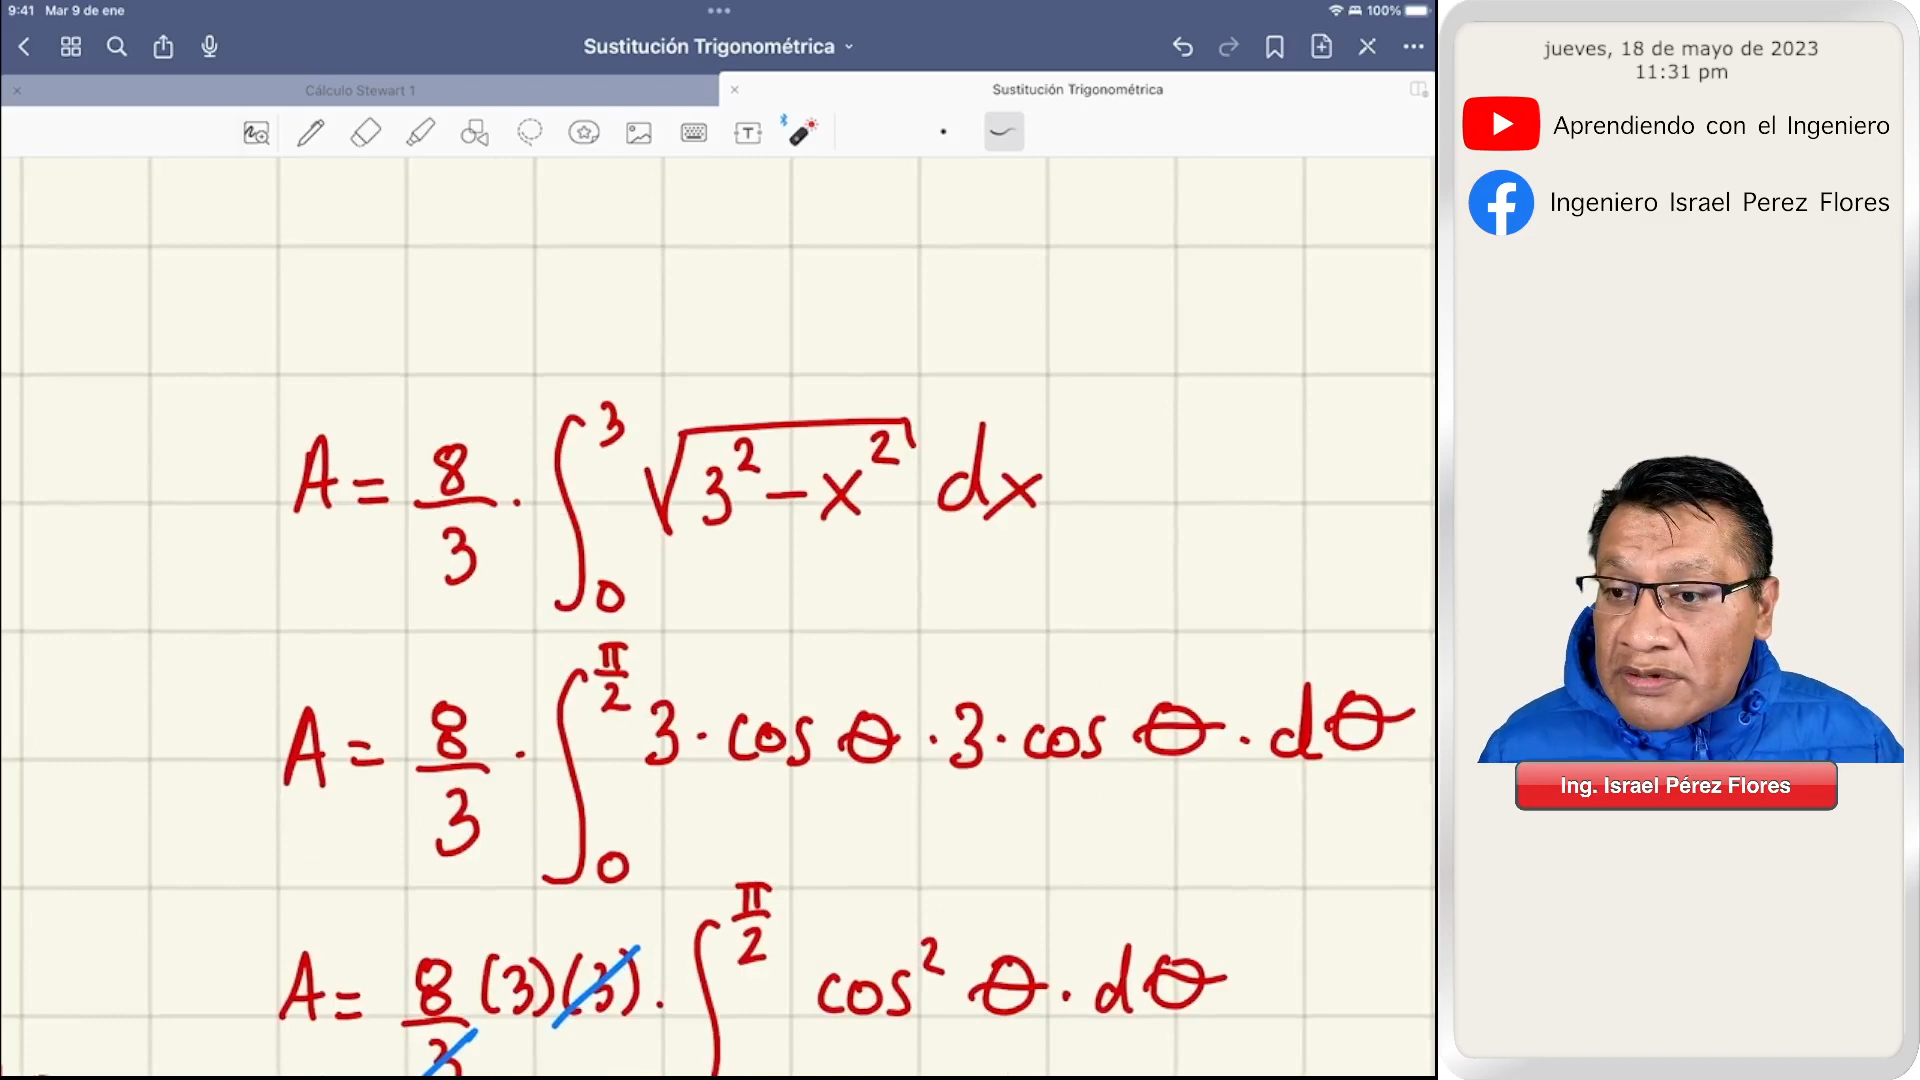 9:41 Mar 9 de ene
100%
Sustitución Trigonométrica
Cálculo Stewart 1
Sustitución Trigonométrica
T
A = 8/3 · ∫₀³ √(3² − x²) dx
A = 8/3 · ∫₀^(π/2) 3 · cos θ · 3 · cos θ · dθ
A = 8(3)(3)/3 · ∫^(π/2) cos² θ · dθ
jueves, 18 de mayo de 2023
11:31 pm
Aprendiendo con el Ingeniero
Ingeniero Israel Perez Flores
Ing. Israel Pérez Flores